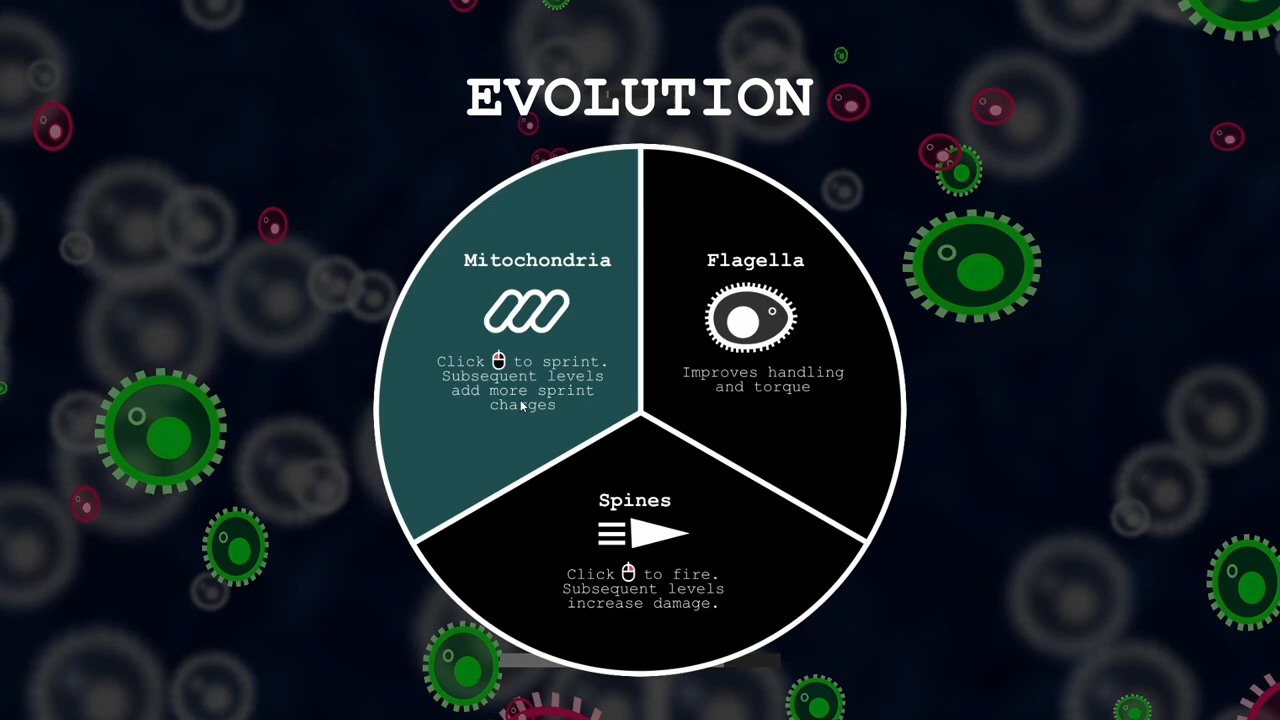 EVOLUTION
Mitochondria
Click to sprint.
Subsequent levels
add more sprint
charges
Flagella
Improves handling
and torque
Spines
Click to fire.
Subsequent levels
increase damage.